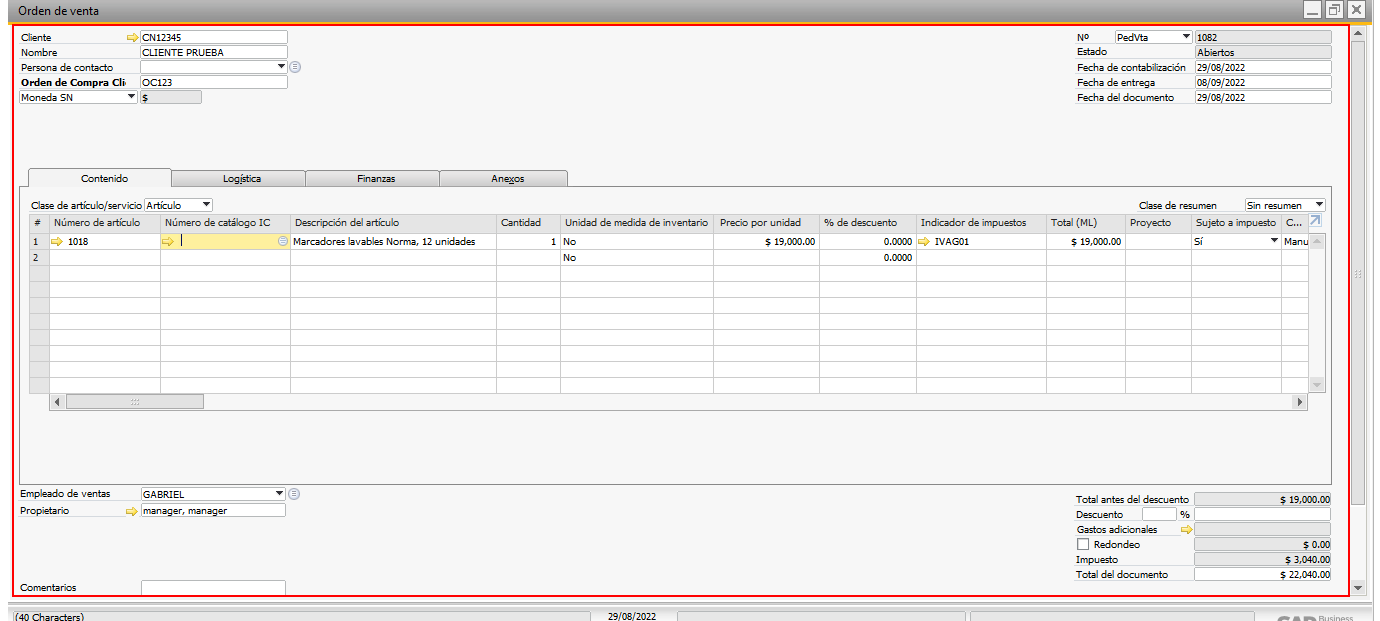 Orden de venta
Cliente CN12345
Nombre CLIENTE PRUEBA
Persona de contacto
Orden de Compra Cli OC123
Moneda SN $
Nº PedVta 1082
Estado Abiertos
Fecha de contabilización 29/08/2022
Fecha de entrega 08/09/2022
Fecha del documento 29/08/2022
Contenido Logística Finanzas Anexos
Clase de artículo/servicio Artículo Clase de resumen Sin resumen
# Número de artículo Número de catálogo IC Descripción del artículo Cantidad Unidad de medida de inventario Precio por unidad % de descuento Indicador de impuestos Total (ML) Proyecto Sujeto a impuesto C...
1 1018 Marcadores lavables Norma, 12 unidades 1 No $ 19,000.00 0.0000 IVAG01 $ 19,000.00 Sí Manu
2 No 0.0000
Empleado de ventas GABRIEL
Propietario manager, manager
Comentarios
Total antes del descuento $ 19,000.00
Descuento %
Gastos adicionales
Redondeo $ 0.00
Impuesto $ 3,040.00
Total del documento $ 22,040.00
(40 Characters) 29/08/2022 SAP Business